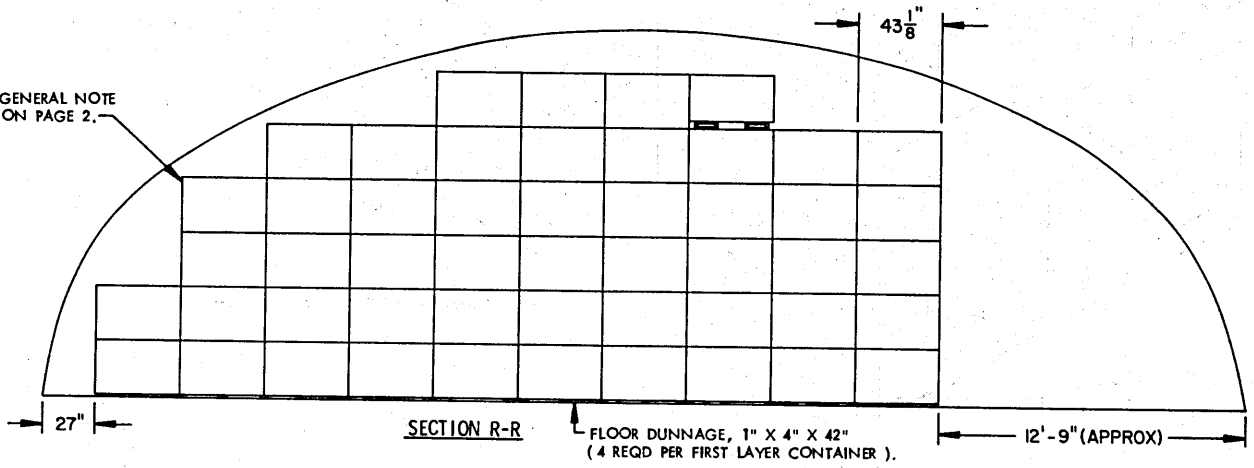 43 1/8"
GENERAL NOTE
ON PAGE 2.
27"
SECTION R-R
FLOOR DUNNAGE, 1" X 4" X 42"
( 4 REQD PER FIRST LAYER CONTAINER ).
12'-9" (APPROX)